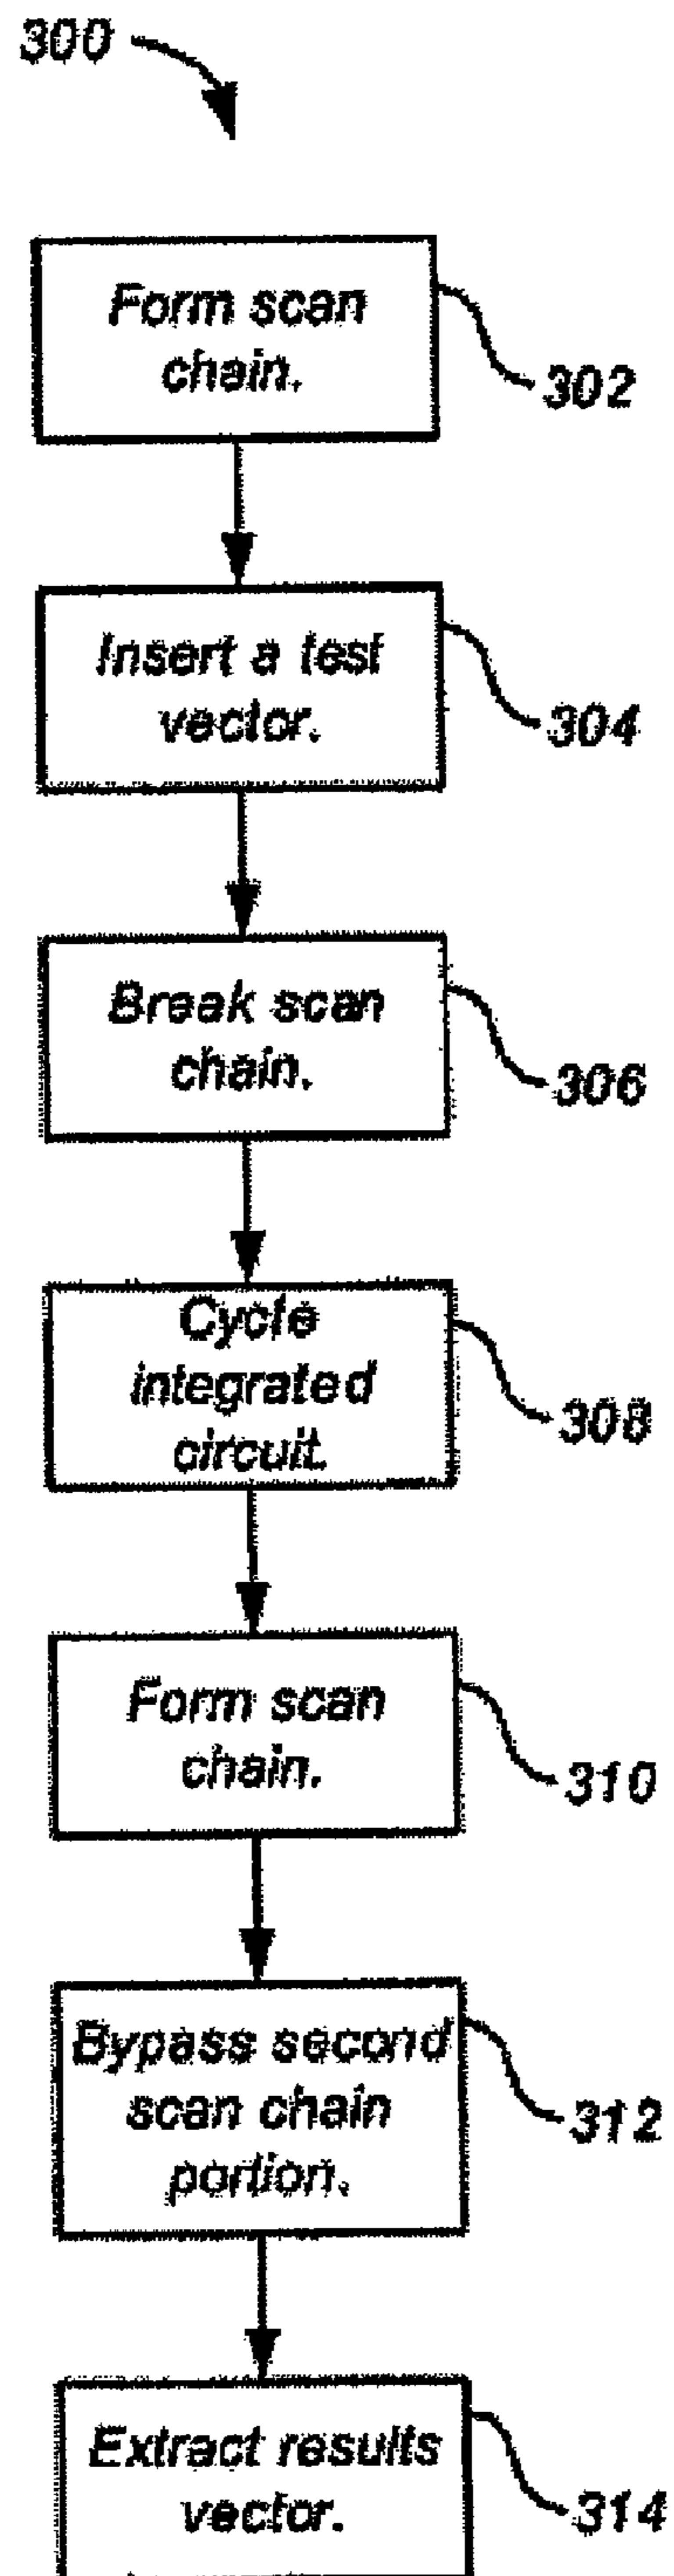 300
Form scan
chain.
302
Insert a test
vector.
304
Break scan
chain.
306
Cycle
integrated
circuit.
308
Form scan
chain.
310
Bypass second
scan chain
portion.
312
Extract results
vector.
314